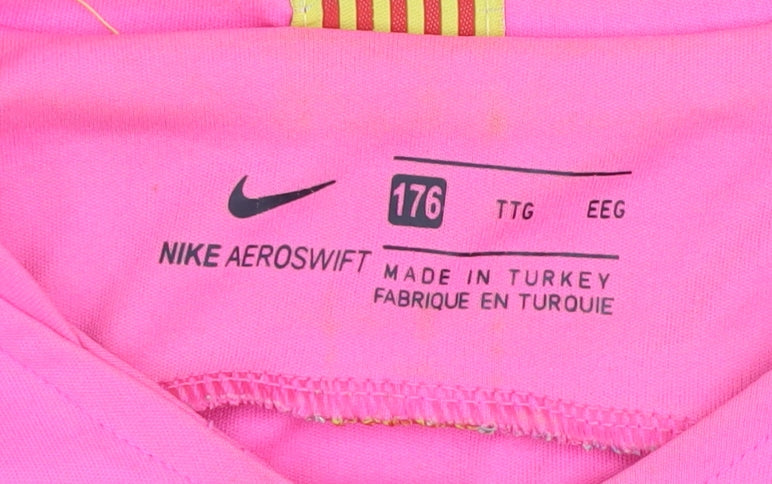 176 TTG EEG
NIKE AEROSWIFT
MADE IN TURKEY
FABRIQUE EN TURQUIE